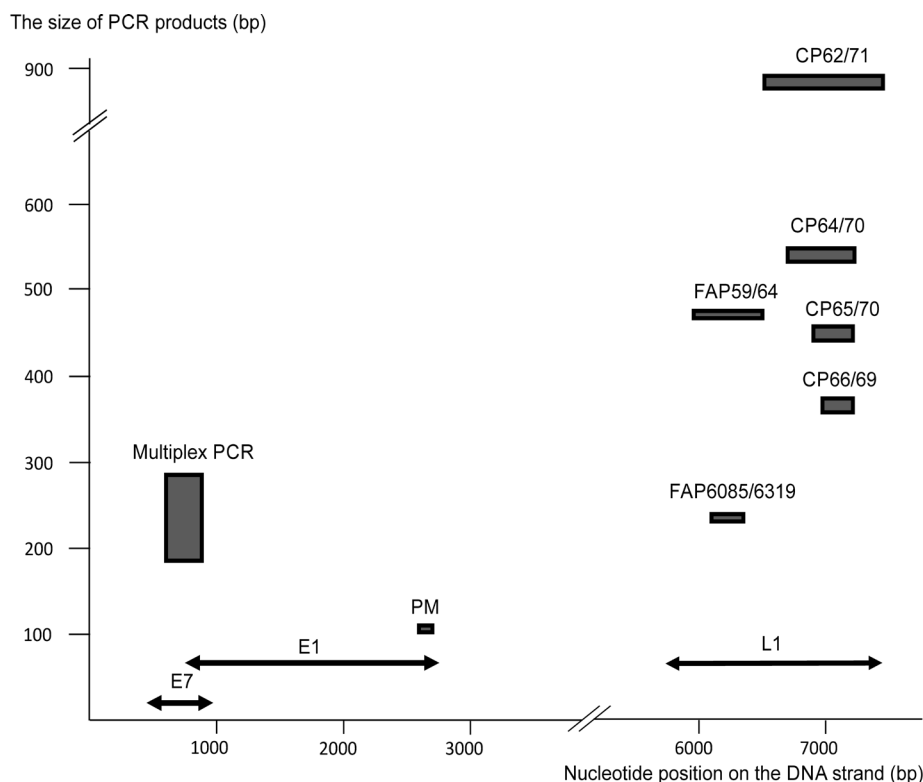 The size of PCR products (bp)
CP62/71
900
600
CP64/70
500
FAP59/64
CP65/70
400
CP66/69
Multiplex PCR
300
FAP6085/6319
200
PM
100
E1
L1
E7
1000
2000
3000
6000
7000
Nucleotide position on the DNA strand (bp)